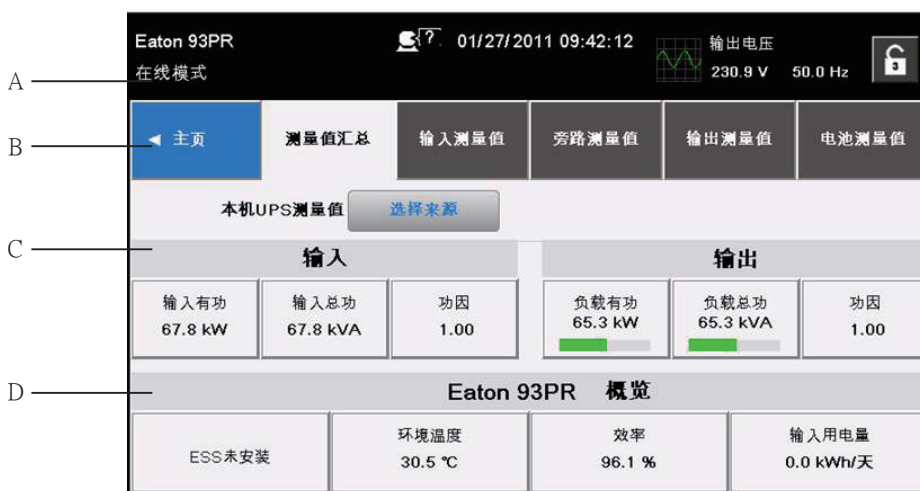 Eaton 93PR
01/27/2011 09:42:12
输出电压
230.9 V 50.0 Hz
3
A
在线模式
B
主页
测量值汇总
输入测量值
旁路测量值
输出测量值
电池测量值
本机UPS测量值
选择来源
C
输入
输出
输入有功
67.8 kW
输入总功
67.8 kVA
功因
1.00
负载有功
65.3 kW
负载总功
65.3 kVA
功因
1.00
D
Eaton 93PR 概览
ESS未安装
环境温度
30.5 ℃
效率
96.1 %
输入用电量
0.0 kWh/天